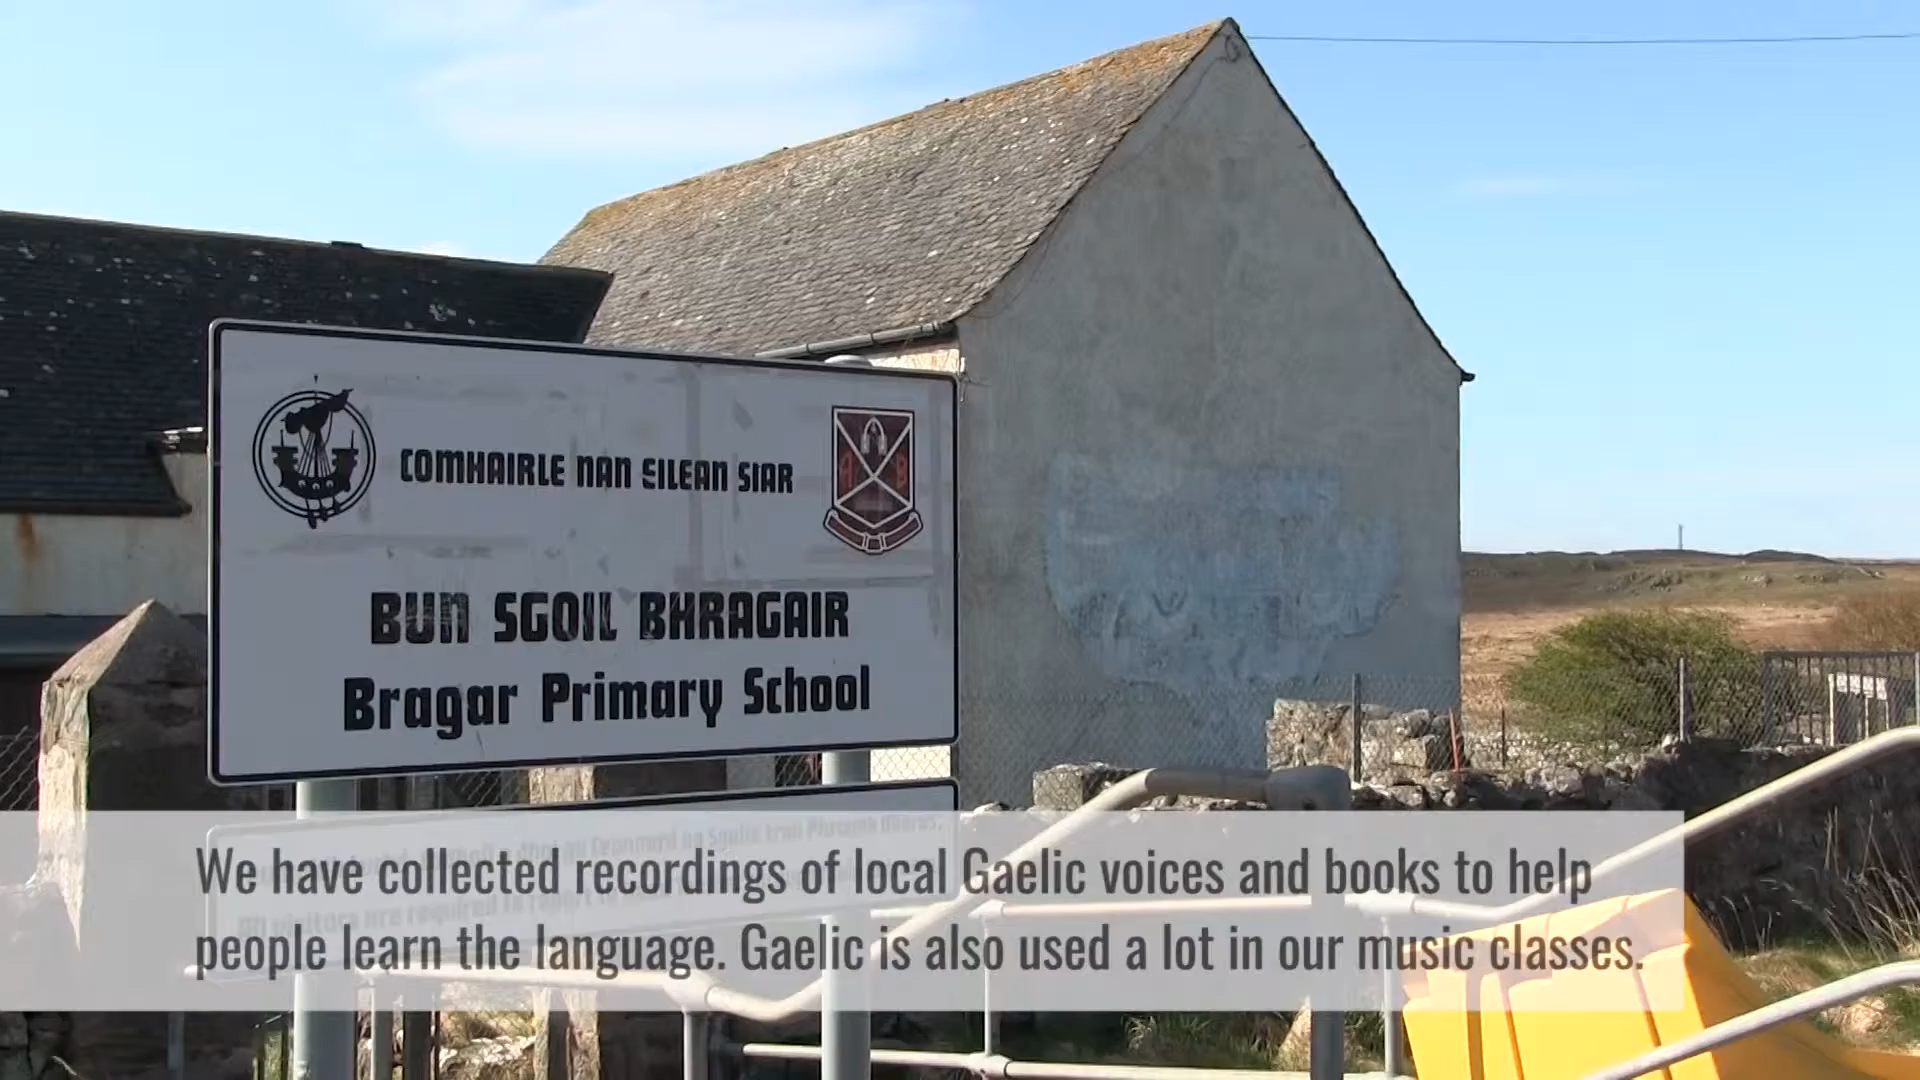 COMHAIRLE NAN EILEAN SIAR
A B
BUN SGOIL BHRAGAIR
Bragar Primary School
We have collected recordings of local Gaelic voices and books to help
people learn the language. Gaelic is also used a lot in our music classes.